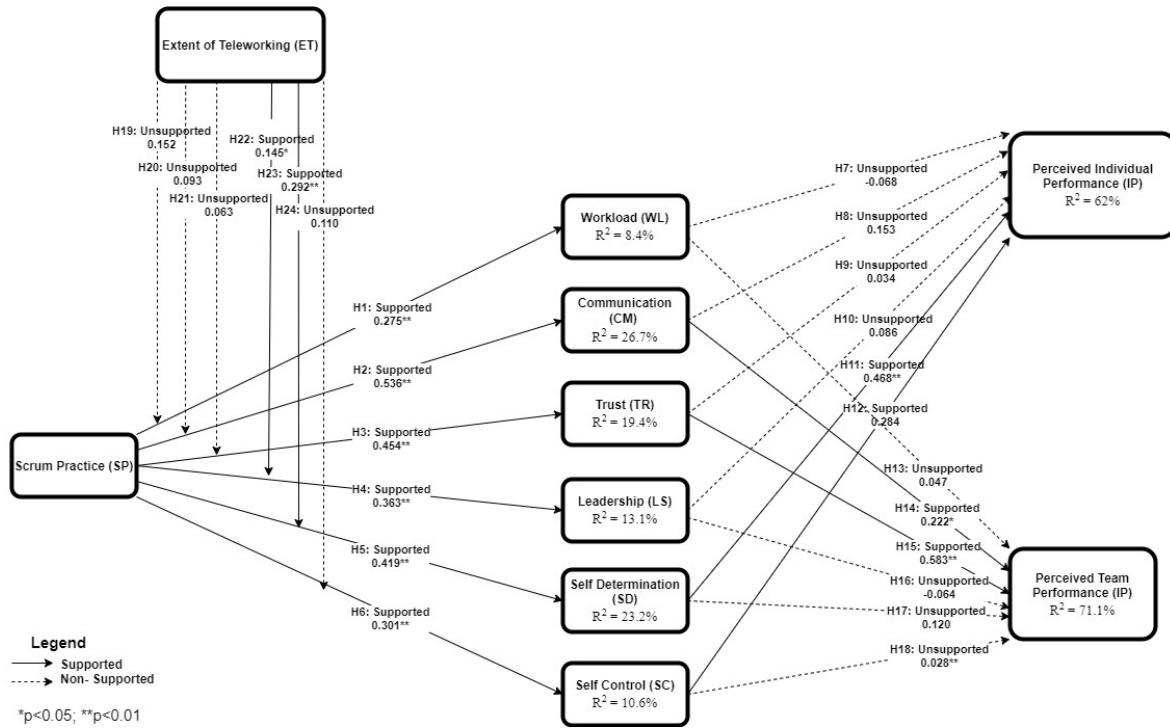 Extent of Teleworking (ET)
H19: Unsupported
0.152
H20: Unsupported
0.093
H21: Unsupported
0.063
H22: Supported
0.145*
H23: Supported
0.292**
H24: Unsupported
0.110
Scrum Practice (SP)
H1: Supported
0.275**
H2: Supported
0.536**
H3: Supported
0.454**
H4: Supported
0.363**
H5: Supported
0.419**
H6: Supported
0.301**
Workload (WL)
R² = 8.4%
Communication
(CM)
R² = 26.7%
Trust (TR)
R² = 19.4%
Leadership (LS)
R² = 13.1%
Self Determination
(SD)
R² = 23.2%
Self Control (SC)
R² = 10.6%
H7: Unsupported
-0.068
H8: Unsupported
0.153
H9: Unsupported
0.034
H10: Unsupported
0.086
H11: Supported
0.468**
H12: Supported
0.284
H13: Unsupported
0.047
H14: Supported
0.222*
H15: Supported
0.583**
H16: Unsupported
-0.064
H17: Unsupported
0.120
H18: Unsupported
0.028**
Perceived Individual
Performance (IP)
R² = 62%
Perceived Team
Performance (IP)
R² = 71.1%
Legend
Supported
Non- Supported
*p<0.05; **p<0.01